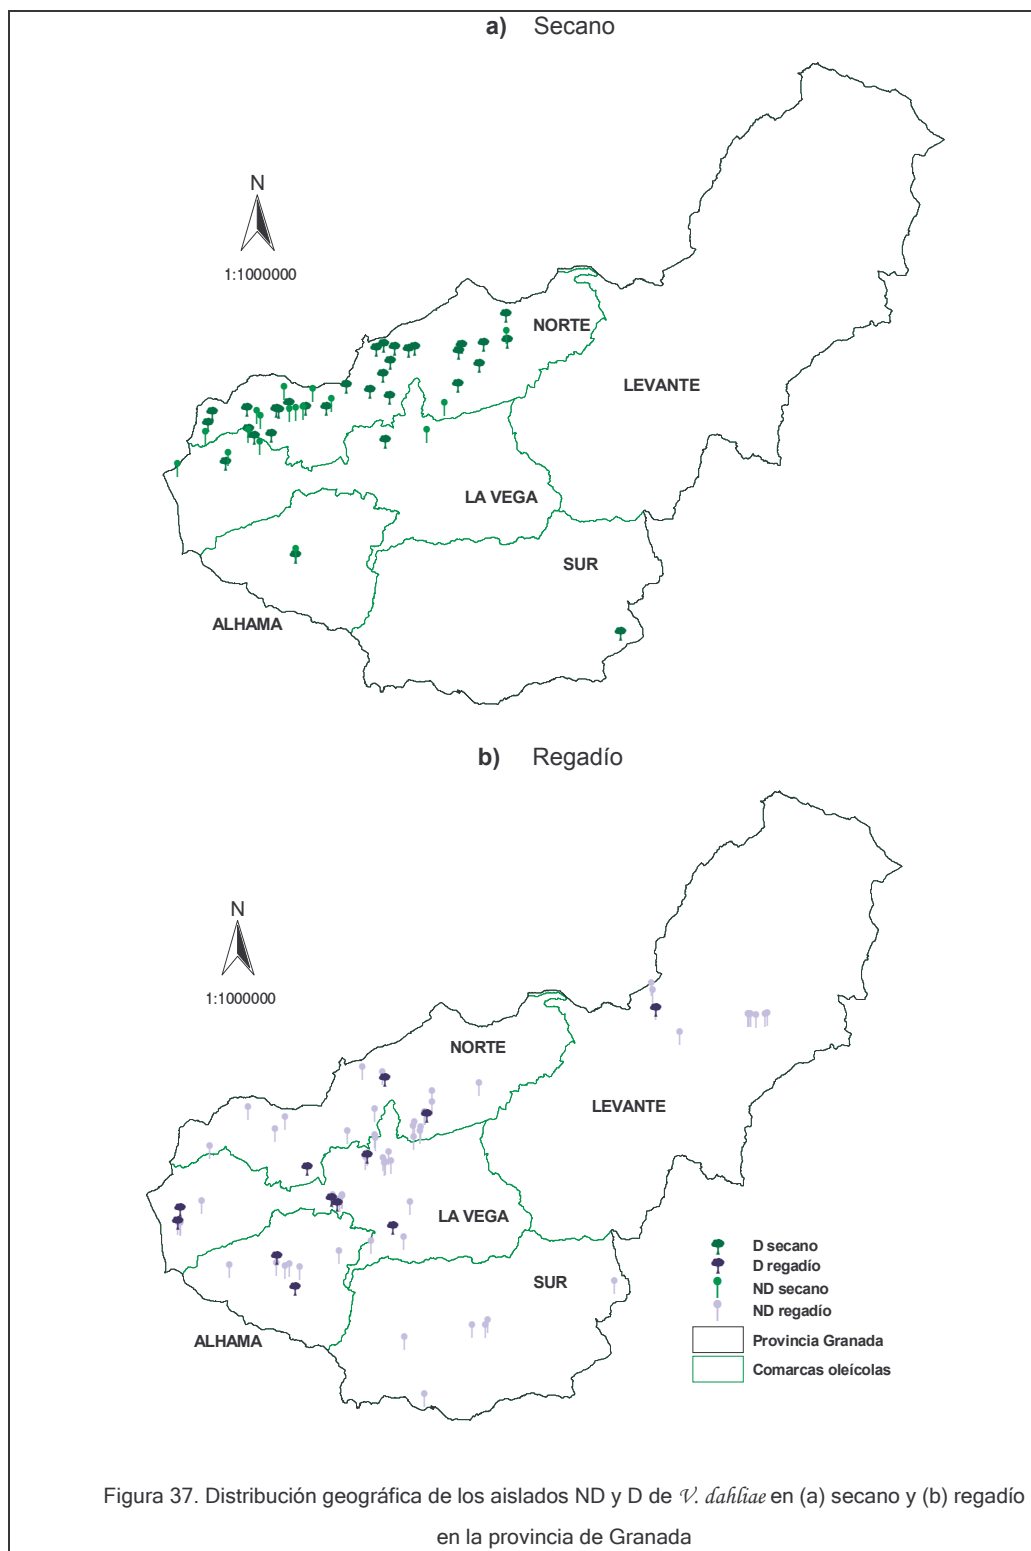 a) Secano
N
1:1000000
NORTE
LEVANTE
LA VEGA
SUR
ALHAMA
b) Regadío
N
1:1000000
NORTE
LEVANTE
LA VEGA
SUR
ALHAMA
D secano
D regadío
ND secano
ND regadío
Provincia Granada
Comarcas oleícolas
Figura 37. Distribución geográfica de los aislados ND y D de V. dahliae en (a) secano y (b) regadío
en la provincia de Granada